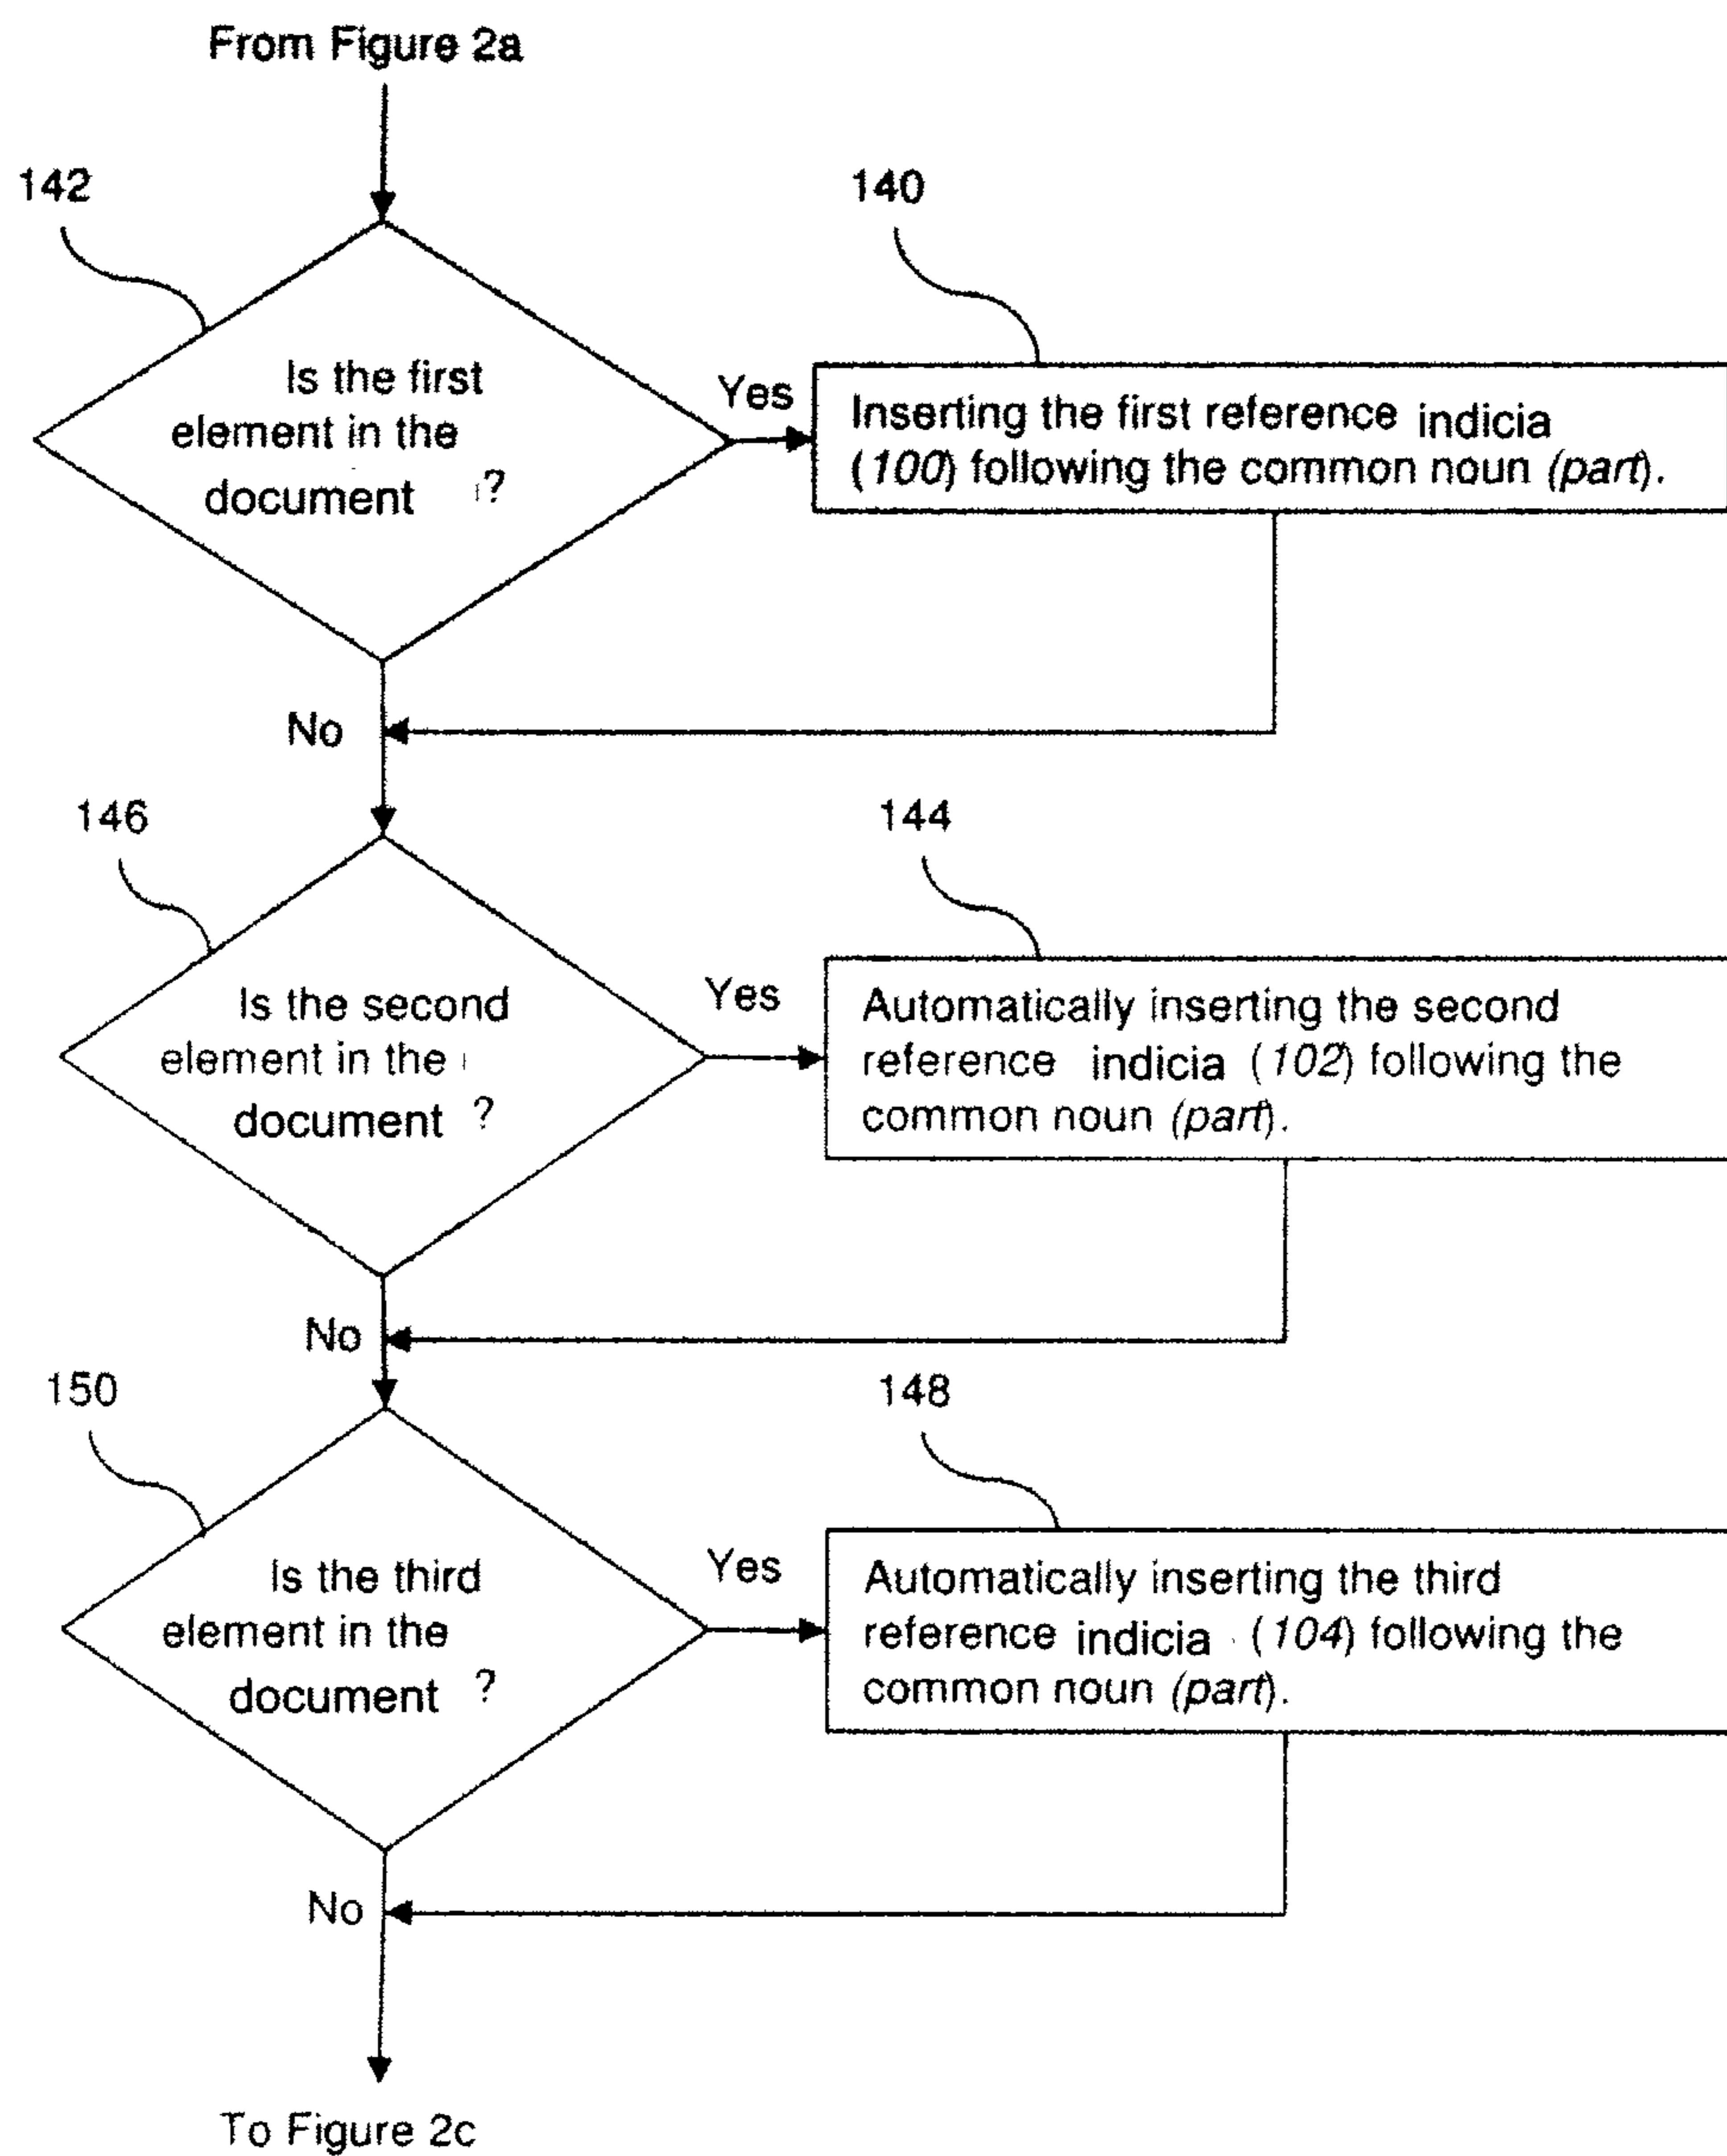 From Figure 2a
142
140
Is the first
element in the
document ?
Yes
Inserting the first reference indicia
(100) following the common noun (part).
No
146
144
Is the second
element in the
document ?
Yes
Automatically inserting the second
reference indicia (102) following the
common noun (part).
No
150
148
Is the third
element in the
document ?
Yes
Automatically inserting the third
reference indicia (104) following the
common noun (part).
No
To Figure 2c